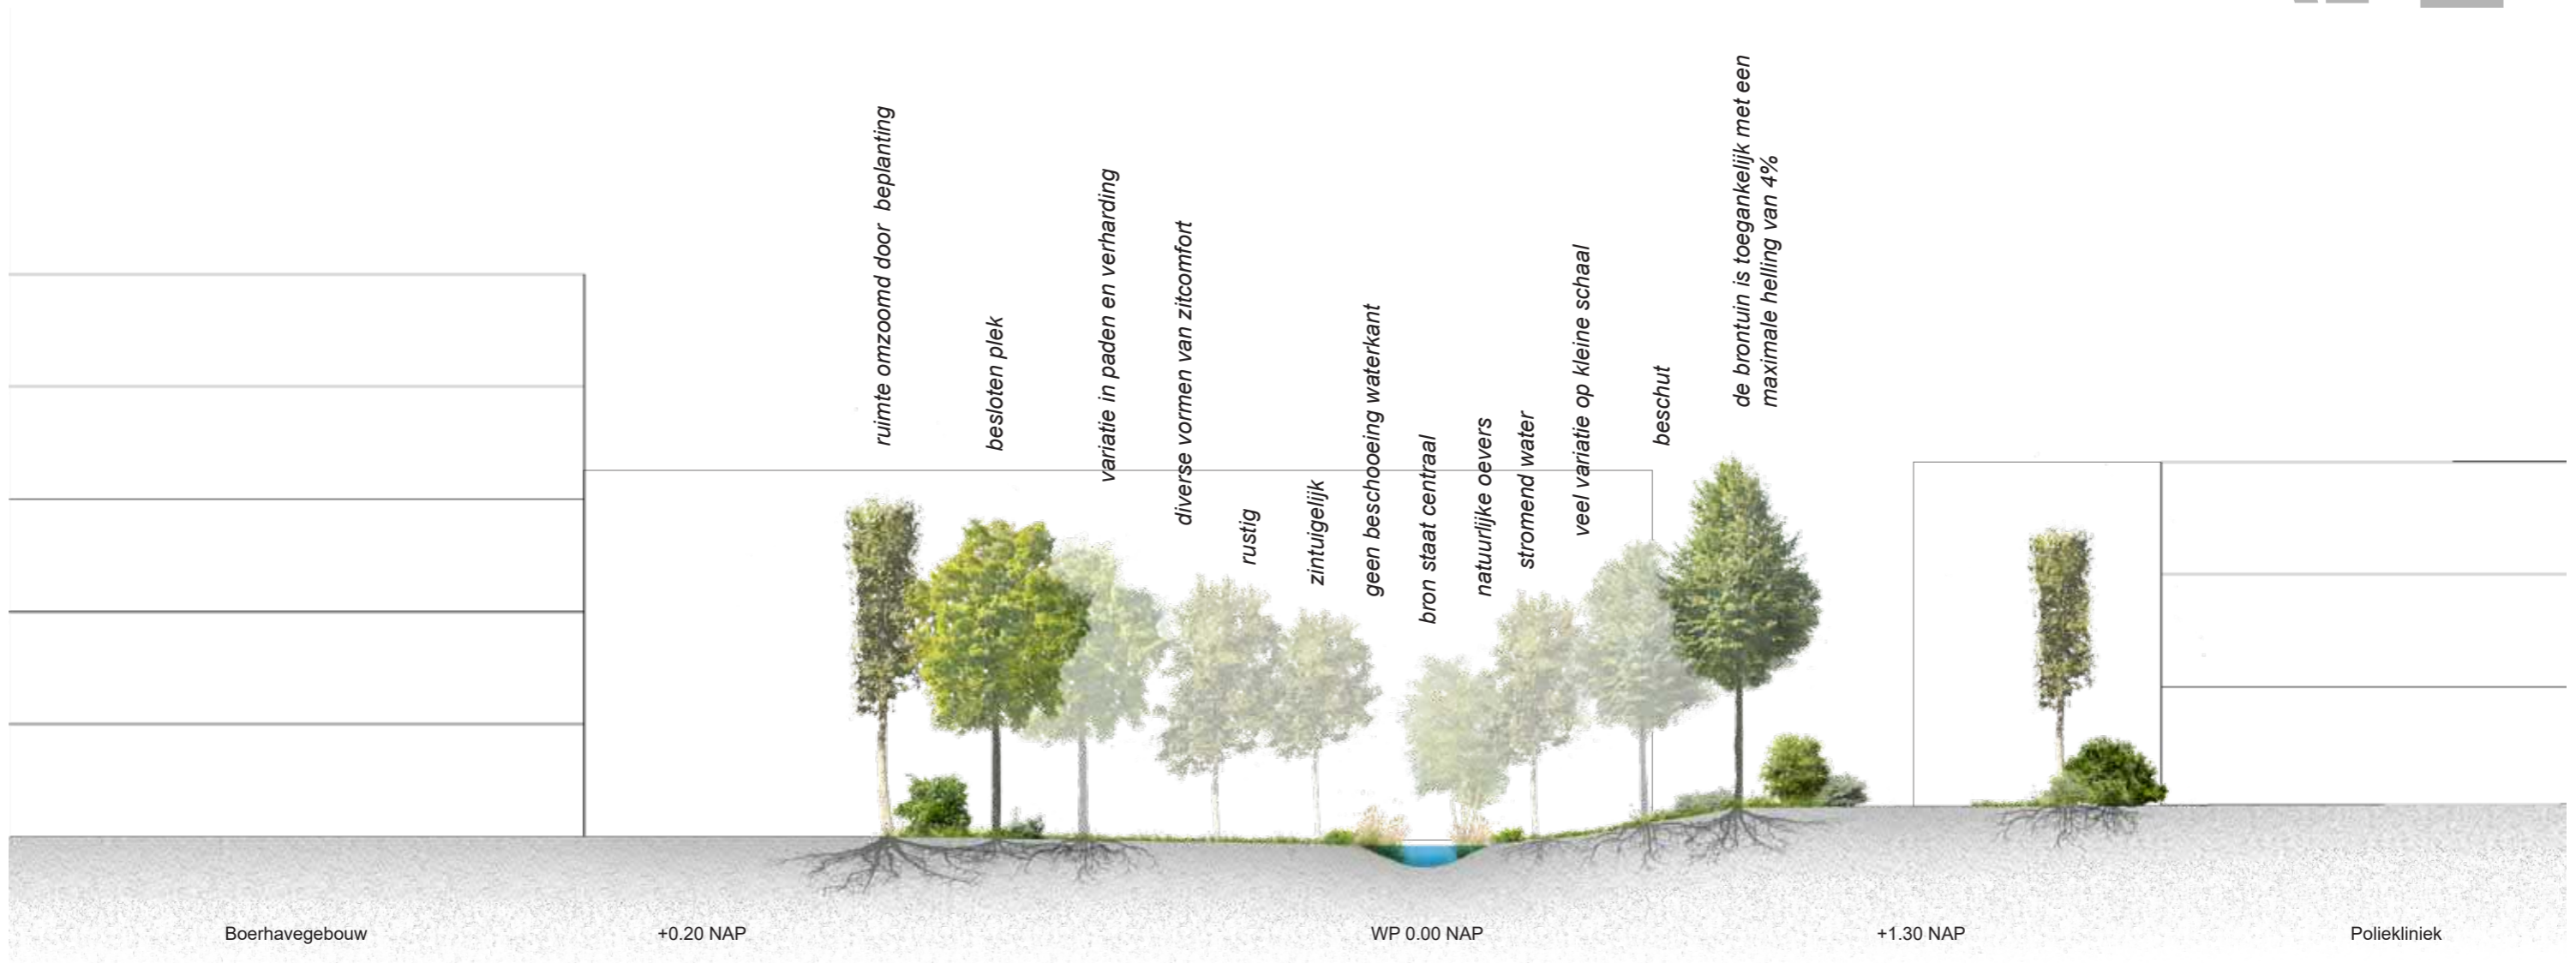 ruimte omzoomd door beplanting
besloten plek
variatie in paden en verharding
diverse vormen van zitcomfort
rustig
zintuigelijk
geen beschooeing waterkant
bron staat centraal
natuurlijke oevers
stromend water
veel variatie op kleine schaal
beschut
de brontuin is toegankelijk met een
maximale helling van 4%
Boerhavegebouw
+0.20 NAP
WP 0.00 NAP
+1.30 NAP
Poliekliniek